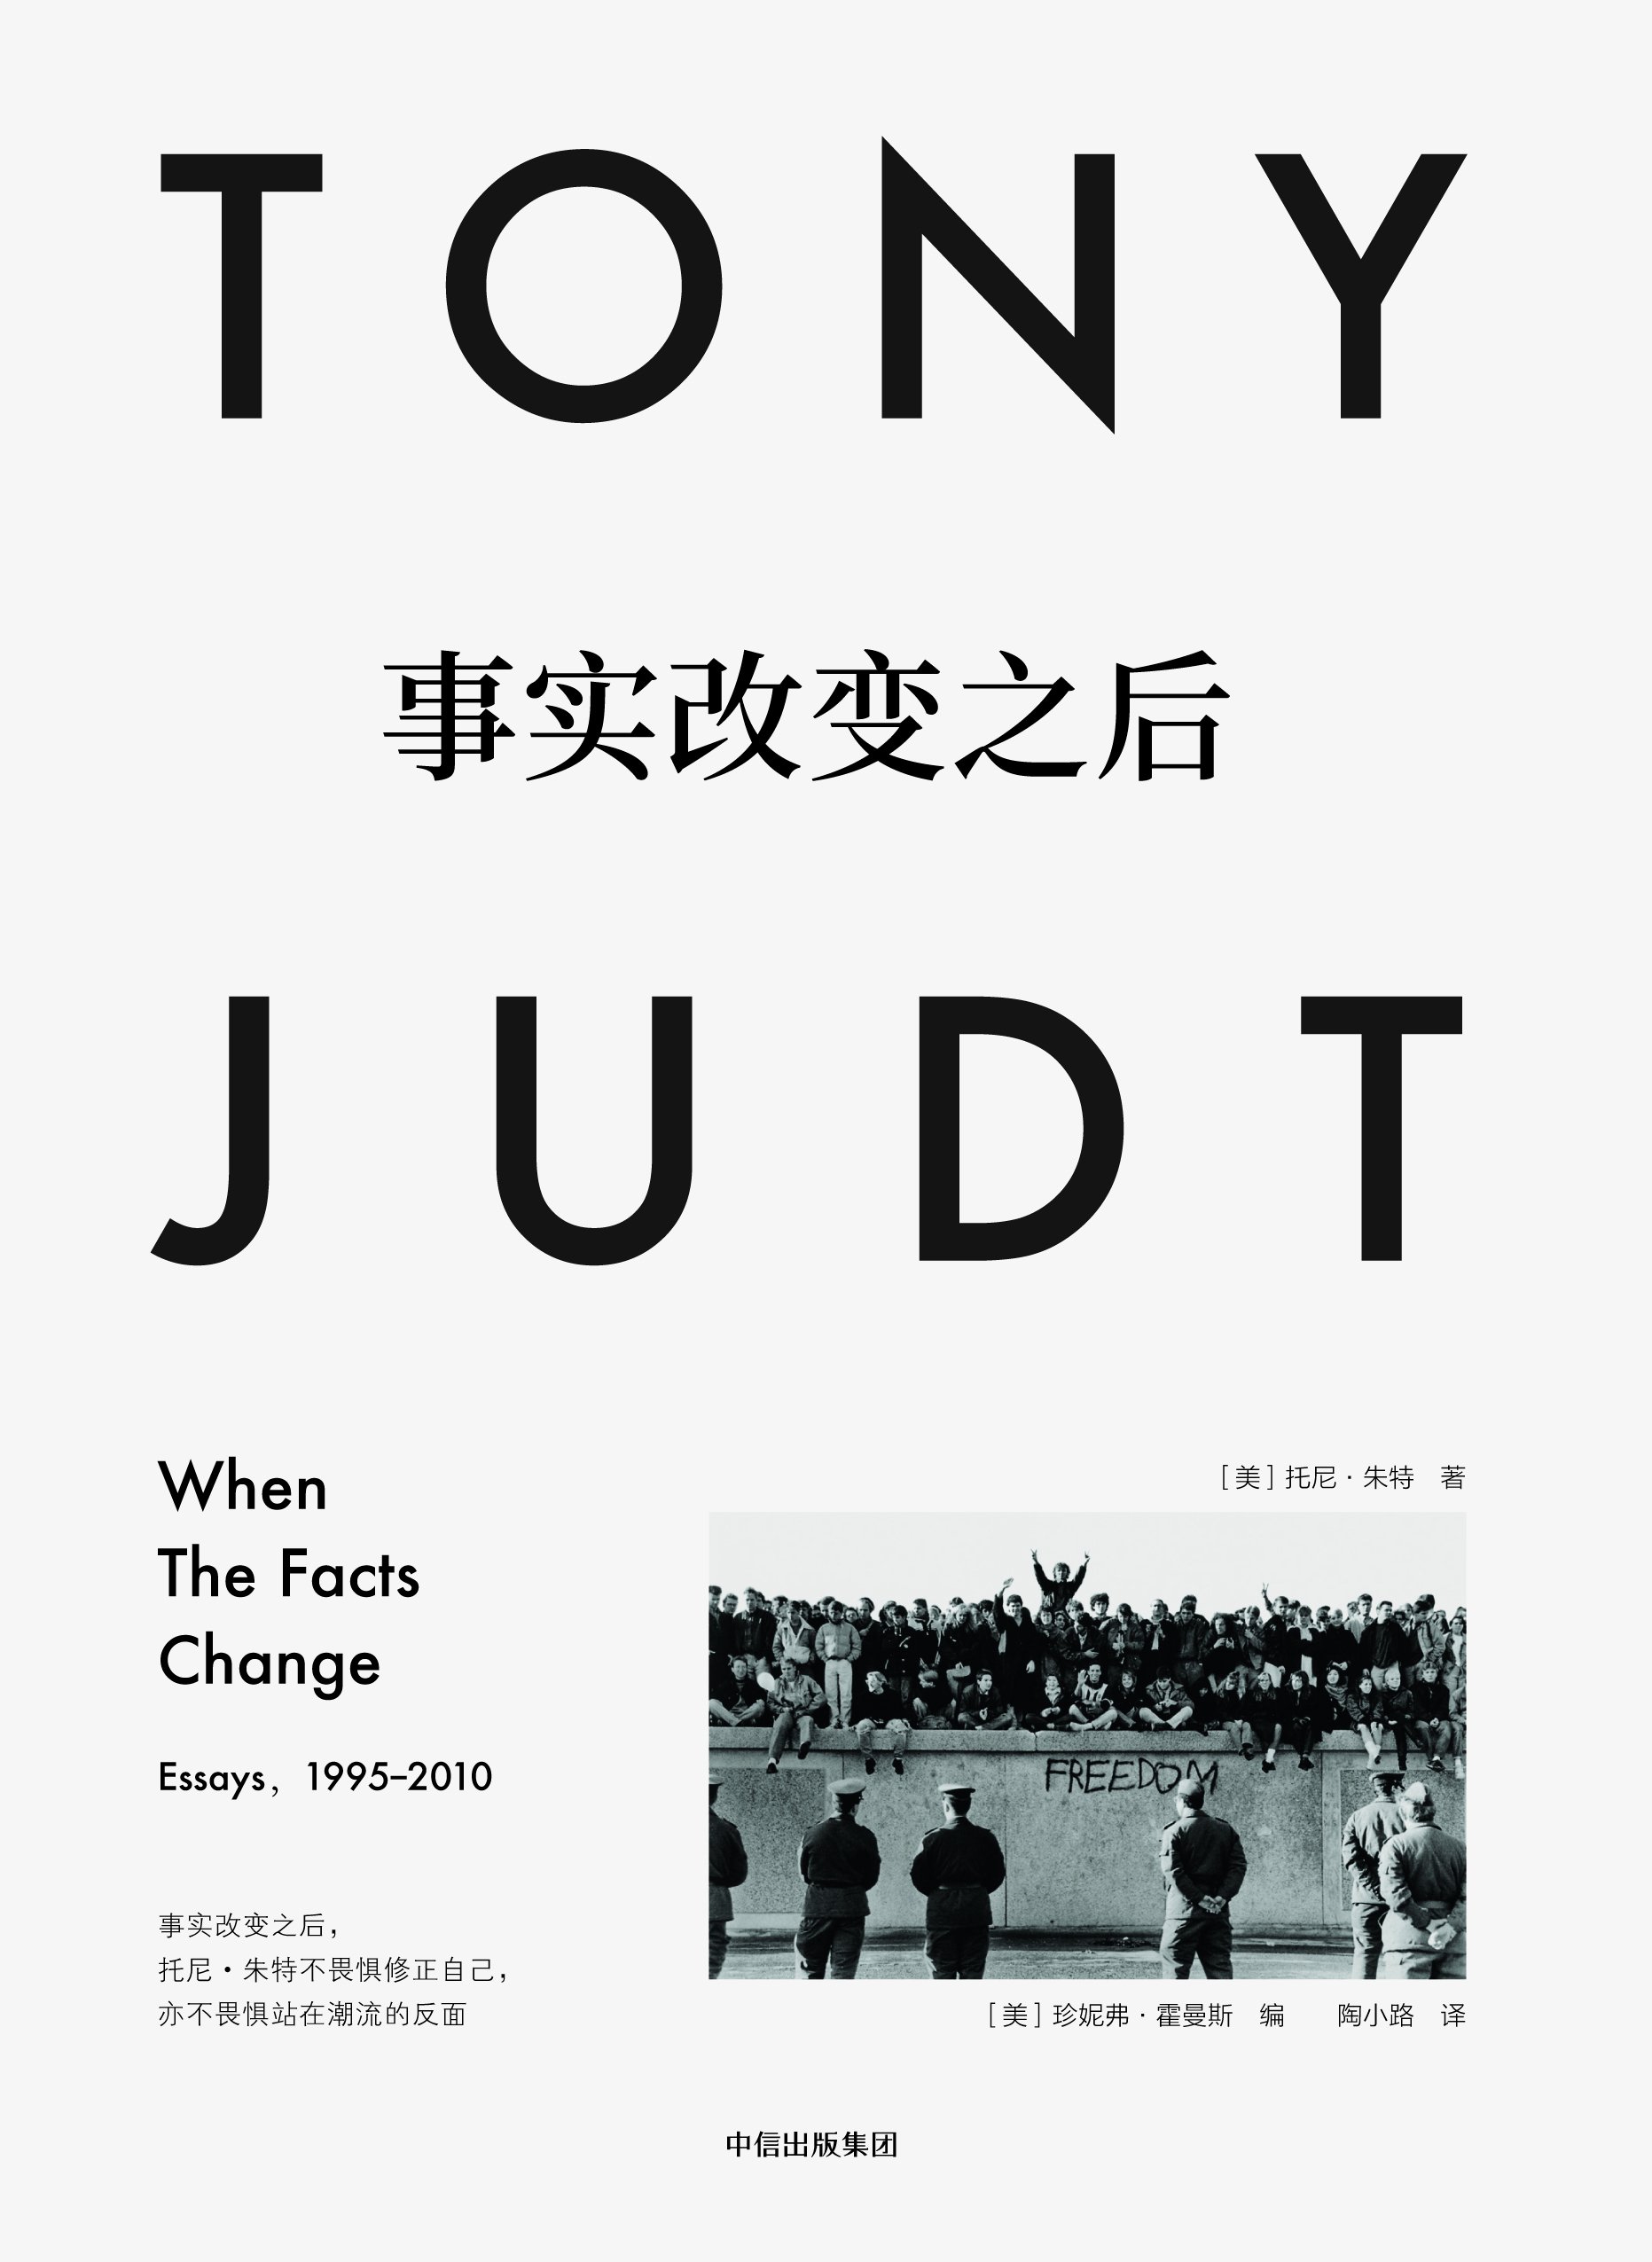 TONY
事实改变之后
JUDT
When
The Facts
Change
Essays, 1995–2010
事实改变之后，
托尼·朱特不畏惧修正自己，
亦不畏惧站在潮流的反面
[美] 托尼·朱特 著
FREEDOM
[美] 珍妮弗·霍曼斯 编 陶小路 译
中信出版集团